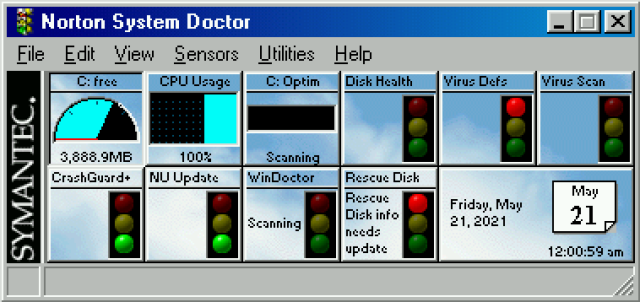 Norton System Doctor
File Edit View Sensors Utilities Help
SYMANTEC.
C: free
3,888.9MB
CPU Usage
100%
C: Optim
Scanning
Disk Health
Virus Defs
Virus Scan
CrashGuard+
NU Update
WinDoctor
Scanning
Rescue Disk
Rescue
Disk info
needs
update
Friday, May
21, 2021
May
21
12:00:59 am